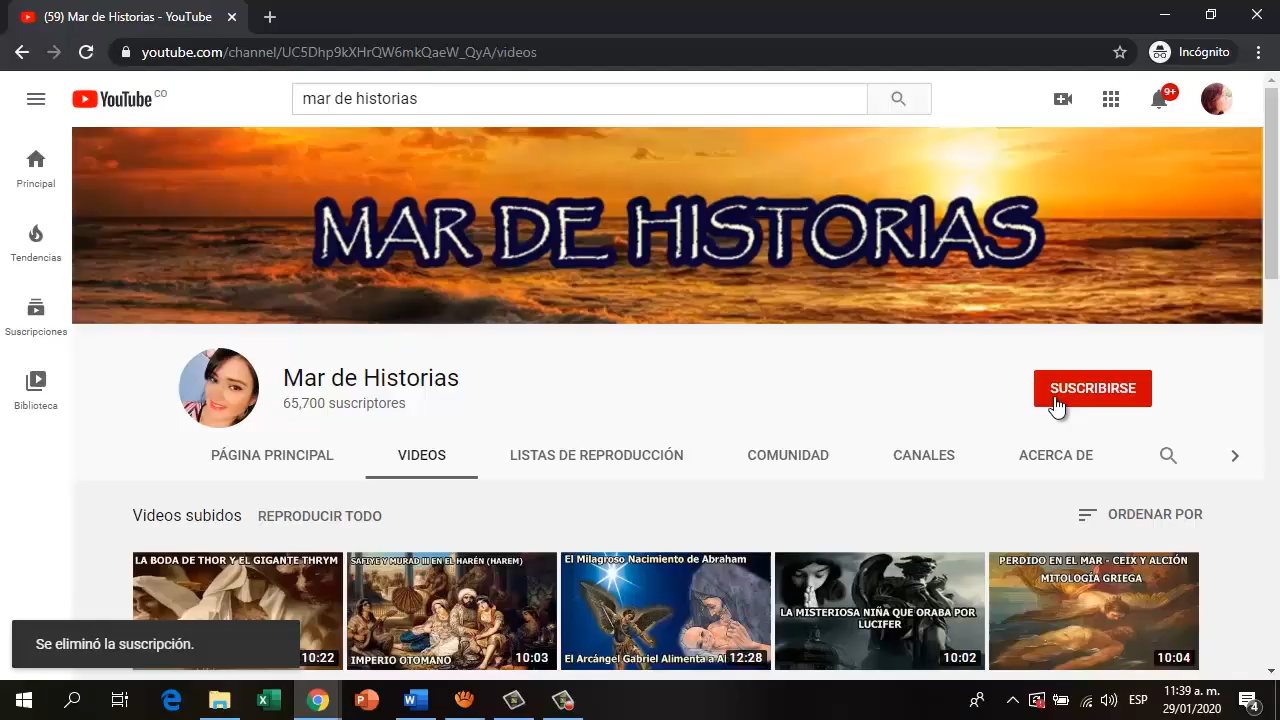 (59) Mar de Historias - YouTube
youtube.com/channel/UC5Dhp9kXHrQW6mkQaeW_QyA/videos
Incógnito
YouTube CO
mar de historias
9+
Principal
Tendencias
Suscripciones
Biblioteca
MAR DE HISTORIAS
Mar de Historias
65,700 suscriptores
SUSCRIBIRSE
PÁGINA PRINCIPAL
VIDEOS
LISTAS DE REPRODUCCIÓN
COMUNIDAD
CANALES
ACERCA DE
Videos subidos
REPRODUCIR TODO
ORDENAR POR
LA BODA DE THOR Y EL GIGANTE THRYM
10:22
SAFIYE Y MURAD III EN EL HARÉN (HAREM)
IMPERIO OTOMANO
10:03
El Milagroso Nacimiento de Abraham
El Arcángel Gabriel Alimenta a
12:28
LA MISTERIOSA NIÑA QUE ORABA POR
LUCIFER
10:02
PERDIDO EN EL MAR - CEIX Y ALCIÓN
MITOLOGÍA GRIEGA
10:04
Se eliminó la suscripción.
ESP
11:39 a. m.
29/01/2020
4